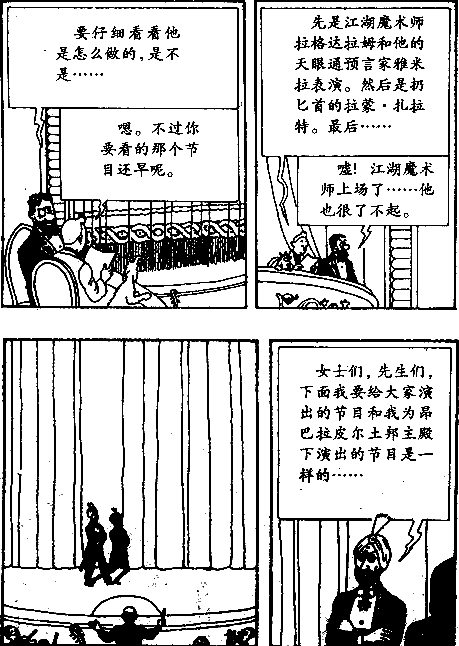 要仔细看看他
是怎么做的,是不
是……
嗯。不过你
要看的那个节
目还早呢。
先是江湖魔术师
拉格达拉姆和他的
天眼通预言家雅米
拉表演。然后是扔
匕首的拉蒙·扎拉
特。最后……
嘘!江湖魔术
师上场了……他
也很了不起。
女士们,先生们,
下面我要给大家演
出的节目和我为昂
巴拉皮尔土邦主殿
下演出的节目是一
样的……